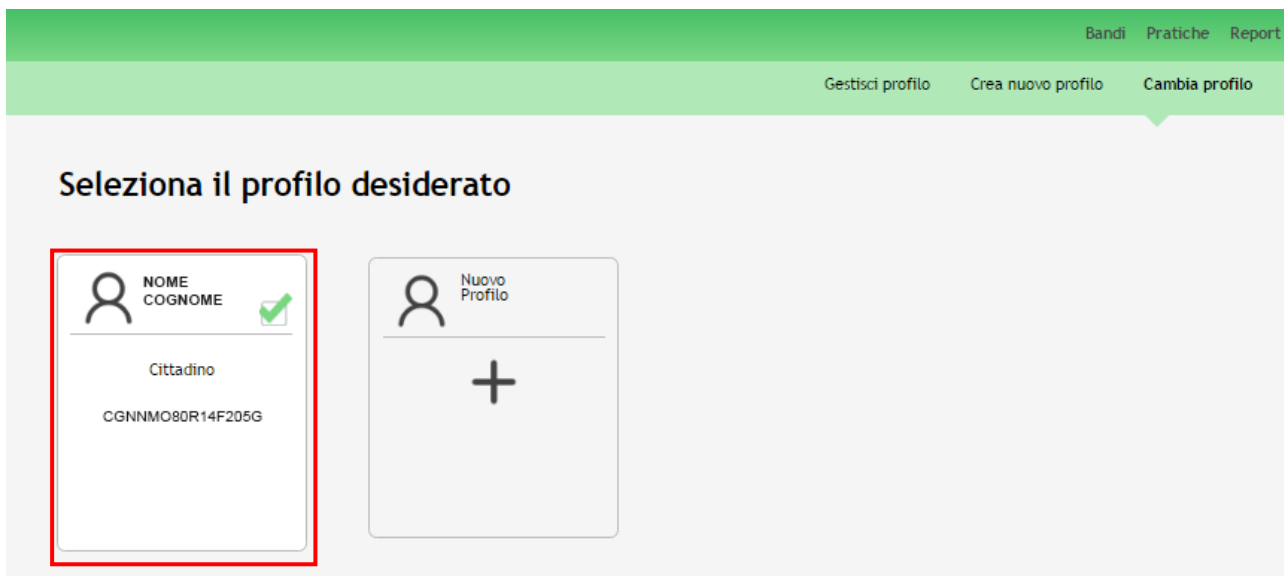 Bandi Pratiche Report
Gestisci profilo Crea nuovo profilo Cambia profilo
Seleziona il profilo desiderato
NOME
COGNOME
Cittadino
CGNNMO80R14F205G
Nuovo
Profilo